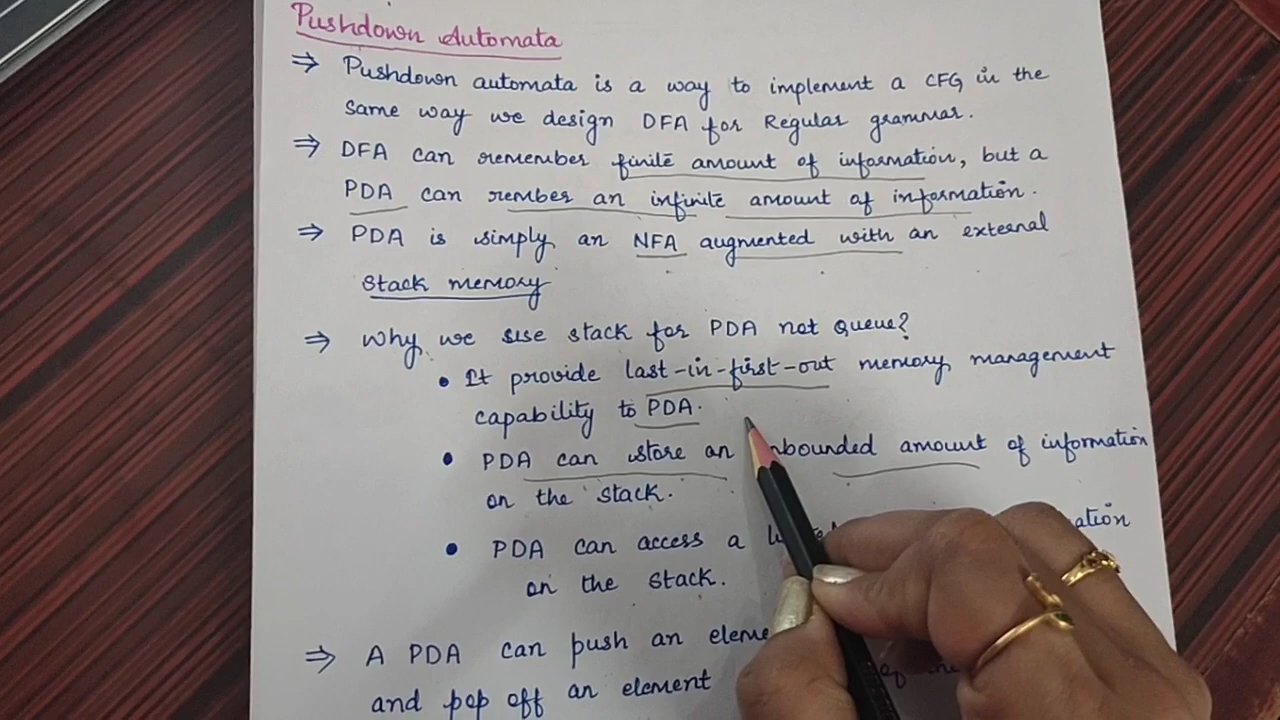 Pushdown Automata
⇒ Pushdown automata is a way to implement a CFG in the
same way we design DFA for Regular grammar.
⇒ DFA can remember finite amount of information, but a
PDA can rember an infinite amount of information.
⇒ PDA is simply an NFA augmented with an external
Stack memory
⇒ Why we use stack for PDA not Queue?
• It provide last-in-first-out memory management
capability to PDA.
• PDA can store an unbounded amount of information
on the stack.
• PDA can access a
on the stack.
⇒ A PDA can push an
and pop off an element